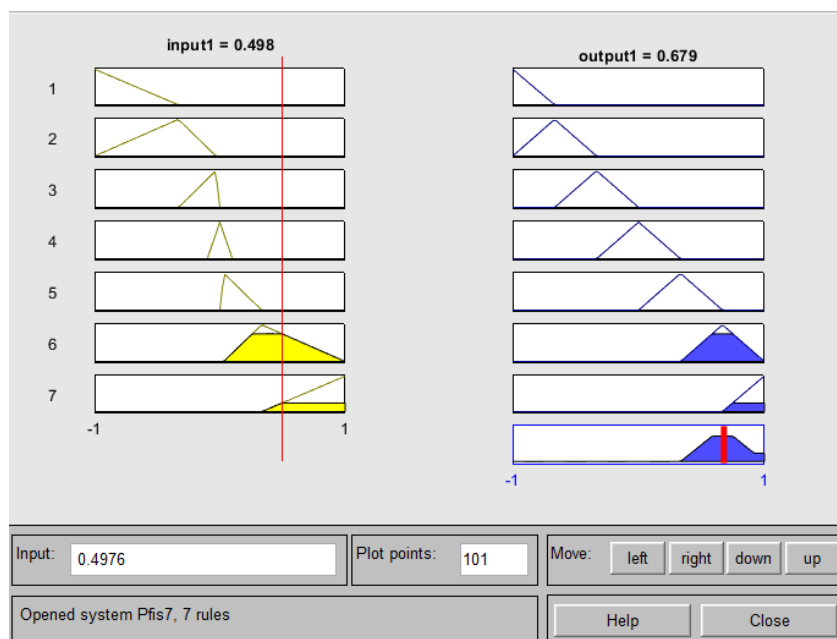 input1 = 0.498
output1 = 0.679
1
2
3
4
5
6
7
-1 1
-1 1
Input: 0.4976 Plot points: 101 Move: left right down up
Opened system Pfis7, 7 rules Help Close